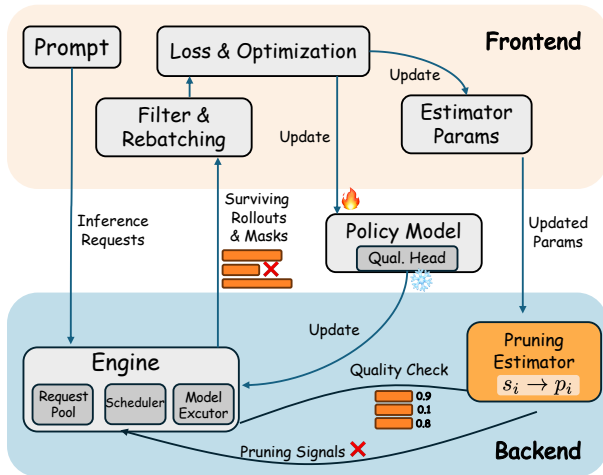 Prompt
Loss & Optimization
Frontend
Update
Filter &
Rebatching
Estimator
Params
Update
Inference
Requests
Surviving
Rollouts
& Masks
Updated
Params
Policy Model
Qual. Head
Update
Engine
Request
Pool
Scheduler
Model
Excutor
Quality Check
0.9
0.1
0.8
Pruning
Estimator
s_i → p_i
Pruning Signals
Backend